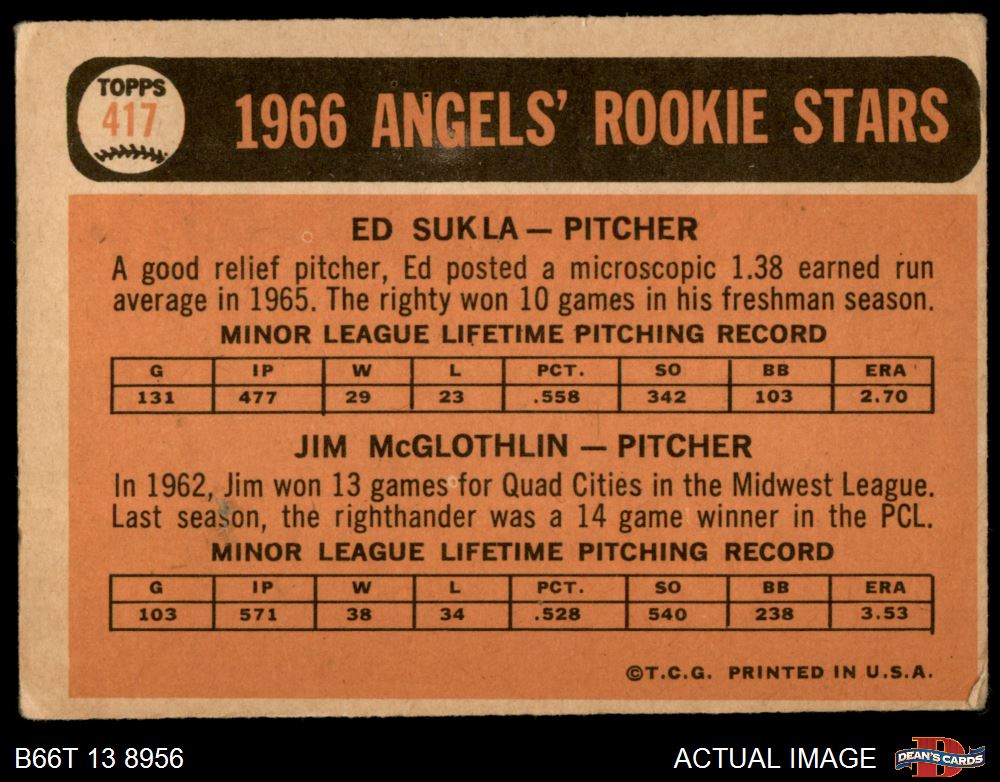 TOPPS
417
1966 ANGELS' ROOKIE STARS
ED SUKLA — PITCHER
A good relief pitcher, Ed posted a microscopic 1.38 earned run
average in 1965. The righty won 10 games in his freshman season.
MINOR LEAGUE LIFETIME PITCHING RECORD
G IP W L PCT. SO BB ERA
131 477 29 23 .558 342 103 2.70
JIM McGLOTHLIN — PITCHER
In 1962, Jim won 13 games for Quad Cities in the Midwest League.
Last season, the righthander was a 14 game winner in the PCL.
MINOR LEAGUE LIFETIME PITCHING RECORD
G IP W L PCT. SO BB ERA
103 571 38 34 .528 540 238 3.53
©T.C.G. PRINTED IN U.S.A.
B66T 13 8956
ACTUAL IMAGE
D
DEAN'S CARDS